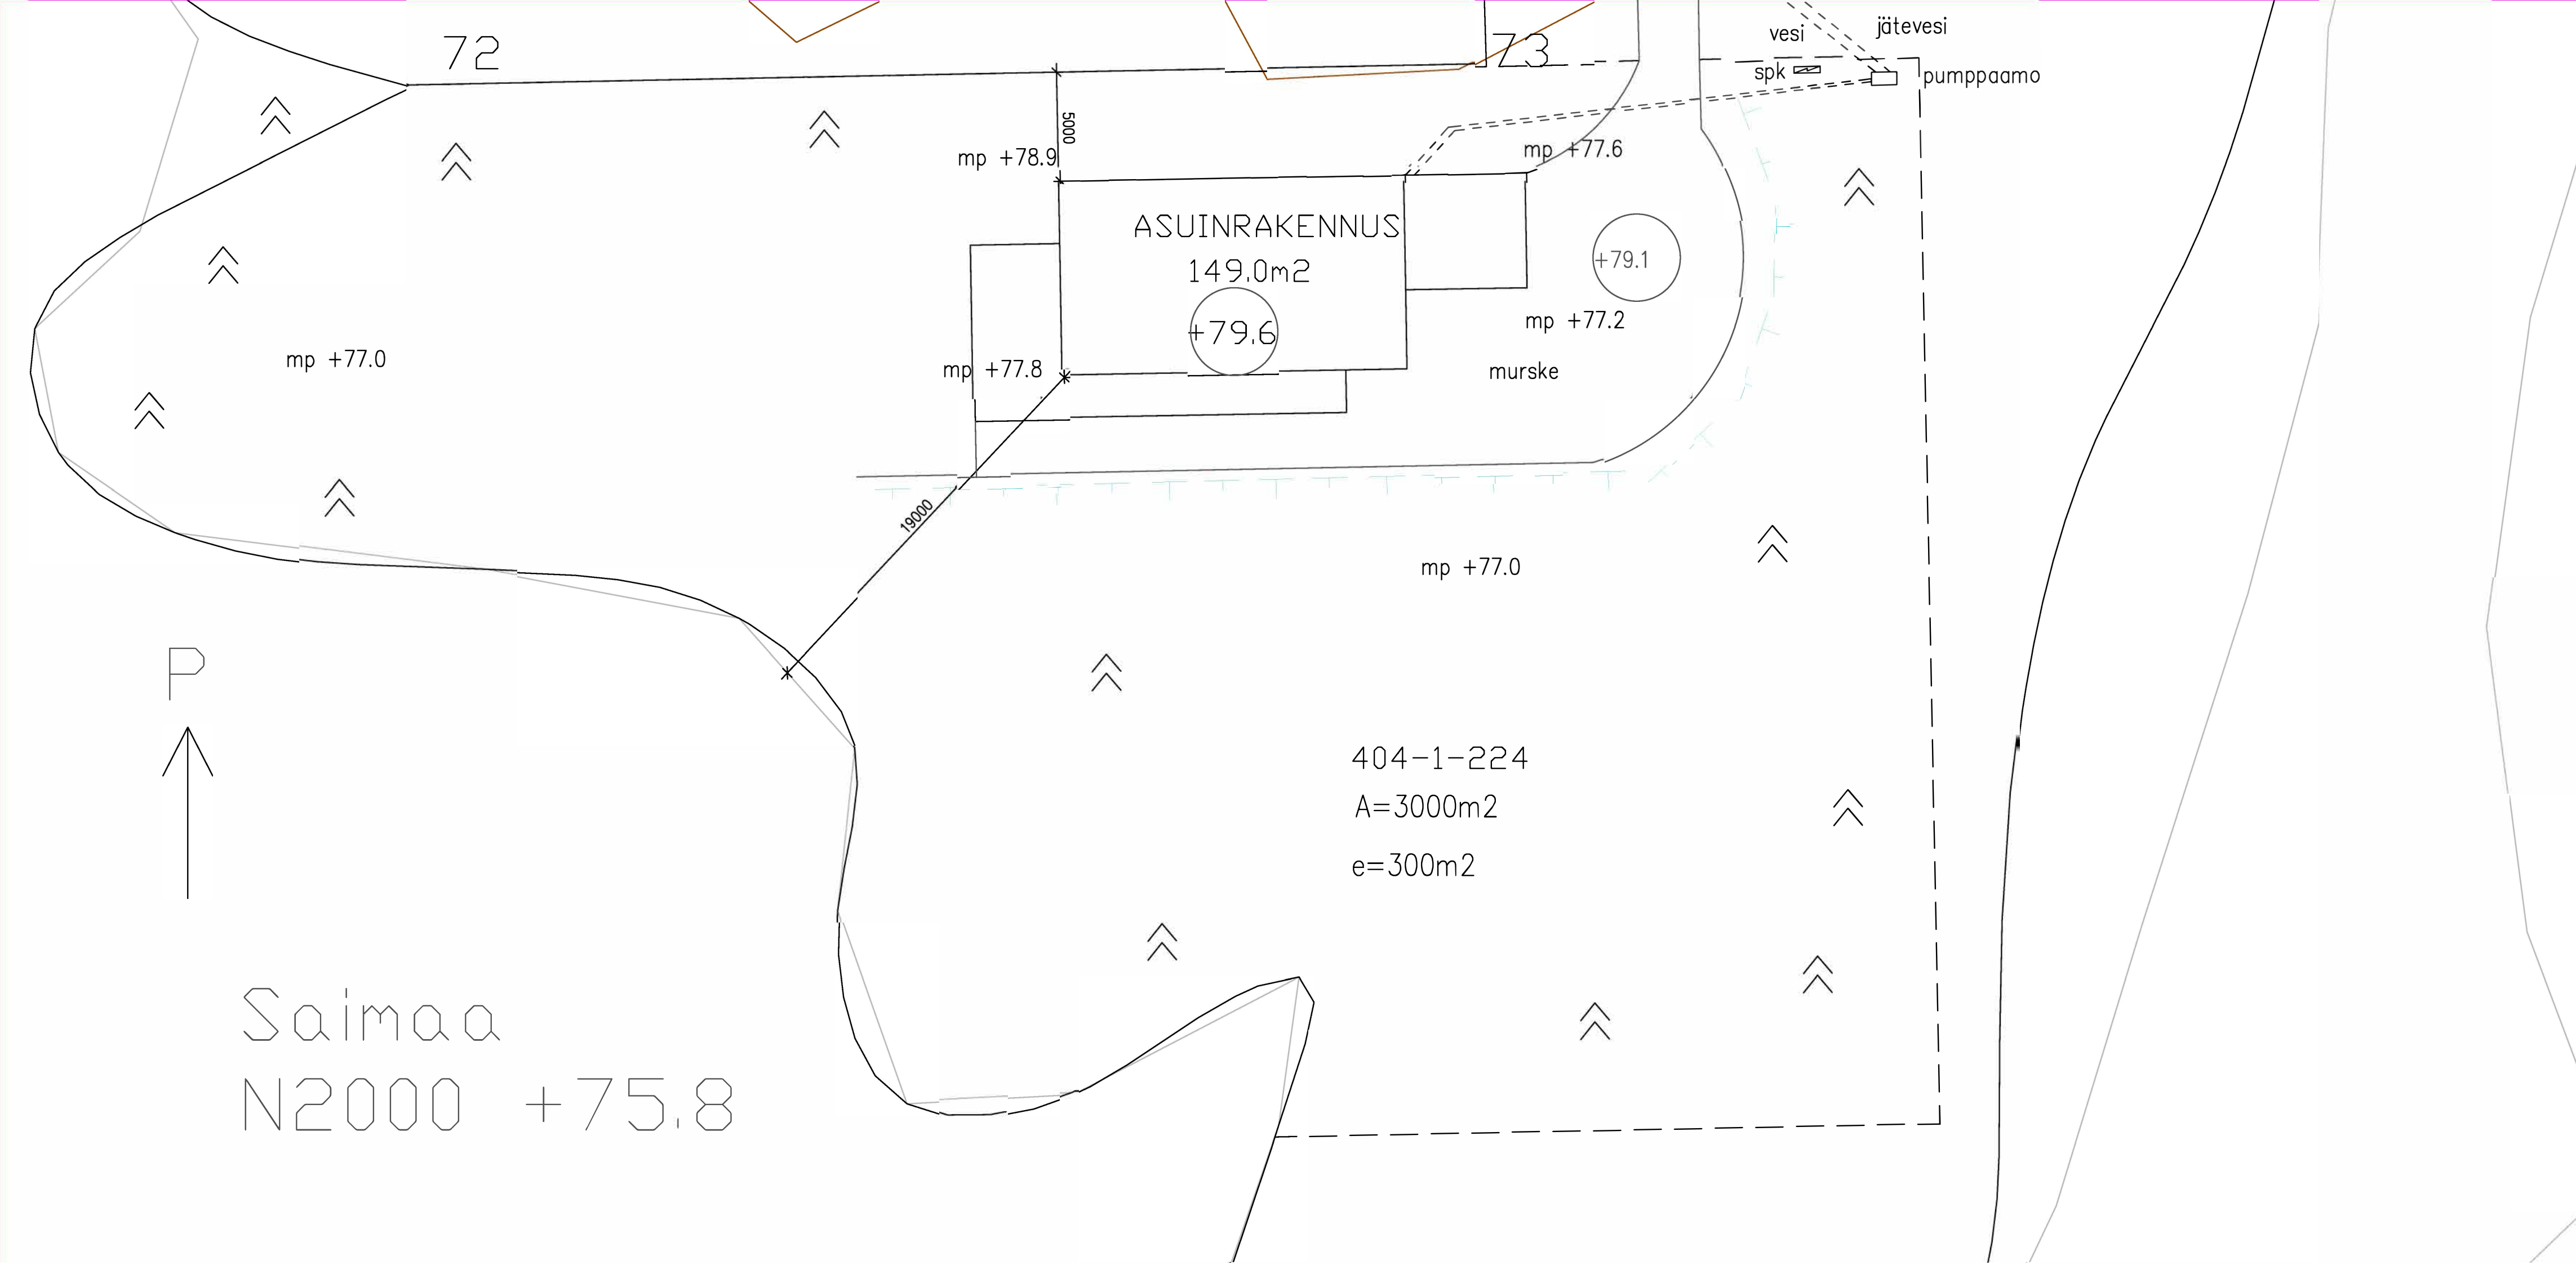 72
73
vesi
jätevesi
spk
pumppaamo
5000
mp +78.9
mp +77.6
ASUINRAKENNUS
149.0m2
+79.6
+79.1
mp +77.2
mp +77.0
mp +77.8
murske
19000
mp +77.0
P
404-1-224
A=3000m2
e=300m2
Saimaa
N2000 +75.8